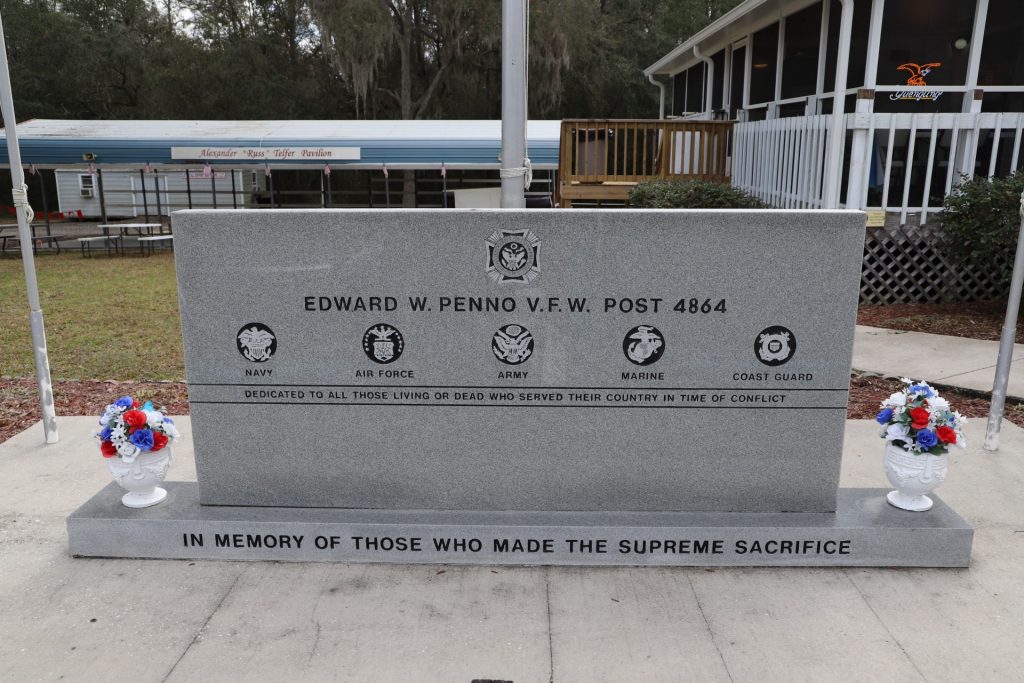 Alexander "Russ" Telfer Pavilion
Yuengling
EDWARD W. PENNO V.F.W. POST 4864
NAVY AIR FORCE ARMY MARINE COAST GUARD
DEDICATED TO ALL THOSE LIVING OR DEAD WHO SERVED THEIR COUNTRY IN TIME OF CONFLICT
IN MEMORY OF THOSE WHO MADE THE SUPREME SACRIFICE